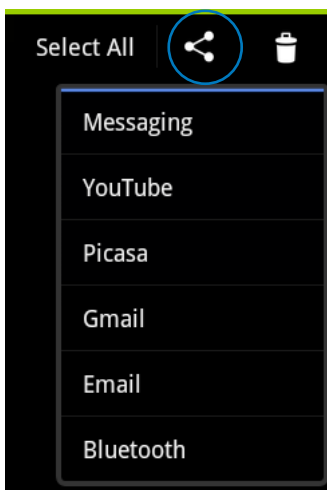 Select All
Messaging
YouTube
Picasa
Gmail
Email
Bluetooth